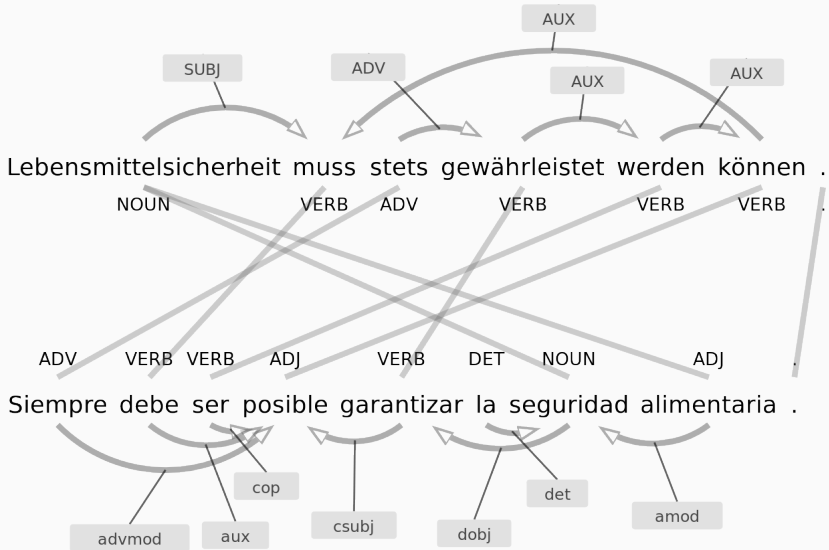 AUX
SUBJ ADV AUX AUX
Lebensmittelsicherheit muss stets gewährleistet werden können .
NOUN VERB ADV VERB VERB VERB .
ADV VERB VERB ADJ VERB DET NOUN ADJ .
Siempre debe ser posible garantizar la seguridad alimentaria .
cop det
advmod aux csubj dobj amod